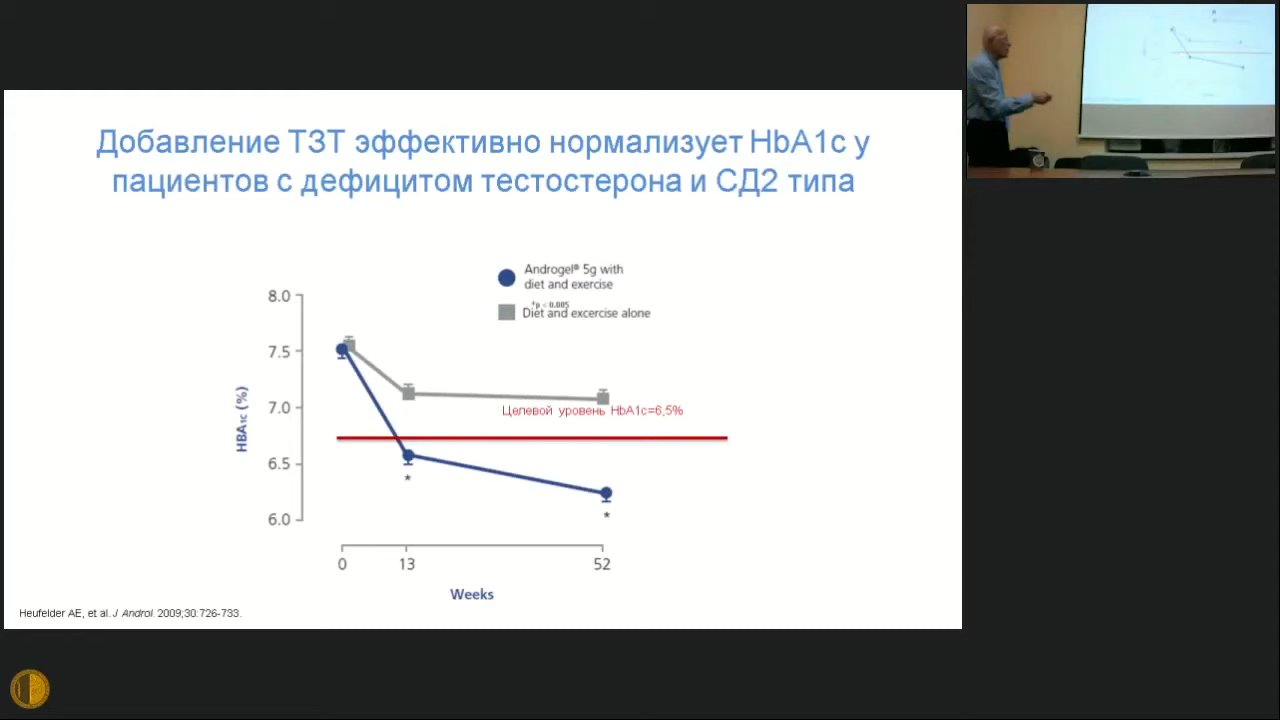 Добавление ТЗТ эффективно нормализует HbA1c у
пациентов с дефицитом тестостерона и СД2 типа
Androgel® 5g with
diet and exercise
*p < 0.005
Diet and excercise alone
8.0
7.5
7.0
6.5
6.0
HBA1C (%)
Целевой уровень HbA1c=6,5%
*
*
0 13 52
Weeks
Heufelder AE, et al. J Androl. 2009;30:726-733.